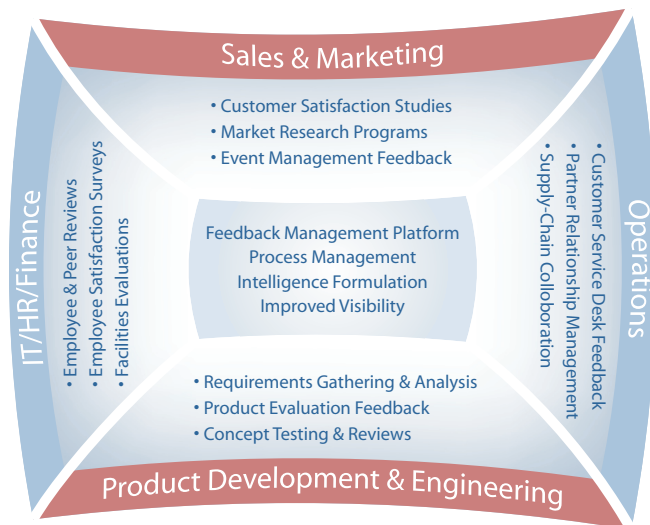 Sales & Marketing
• Customer Satisfaction Studies
• Market Research Programs
• Event Management Feedback
IT/HR/Finance
• Employee & Peer Reviews
• Employee Satisfaction Surveys
• Facilities Evaluations
Feedback Management Platform
Process Management
Intelligence Formulation
Improved Visibility
Operations
• Customer Service Desk Feedback
• Partner Relationship Management
• Supply-Chain Colloboration
• Requirements Gathering & Analysis
• Product Evaluation Feedback
• Concept Testing & Reviews
Product Development & Engineering